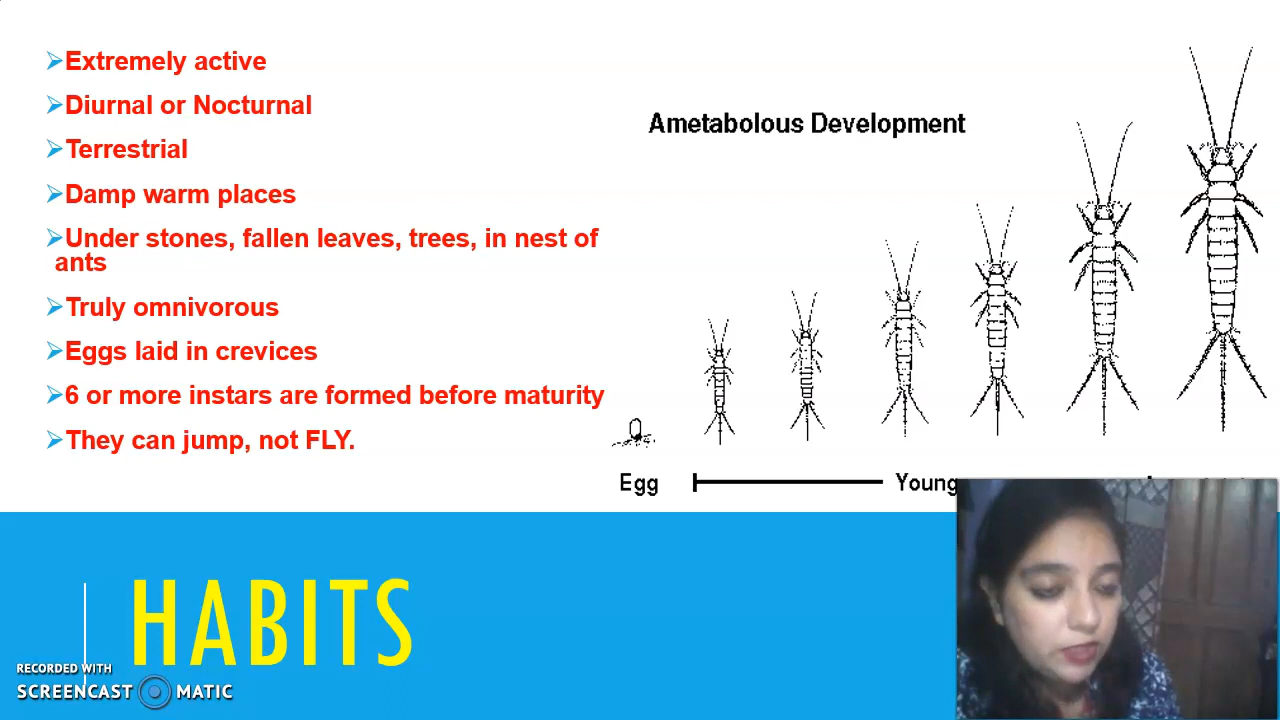 Extremely active
Diurnal or Nocturnal
Terrestrial
Damp warm places
Under stones, fallen leaves, trees, in nest of
ants
Truly omnivorous
Eggs laid in crevices
6 or more instars are formed before maturity
They can jump, not FLY.
Ametabolous Development
Egg
Young
HABITS
RECORDED WITH
SCREENCAST MATIC